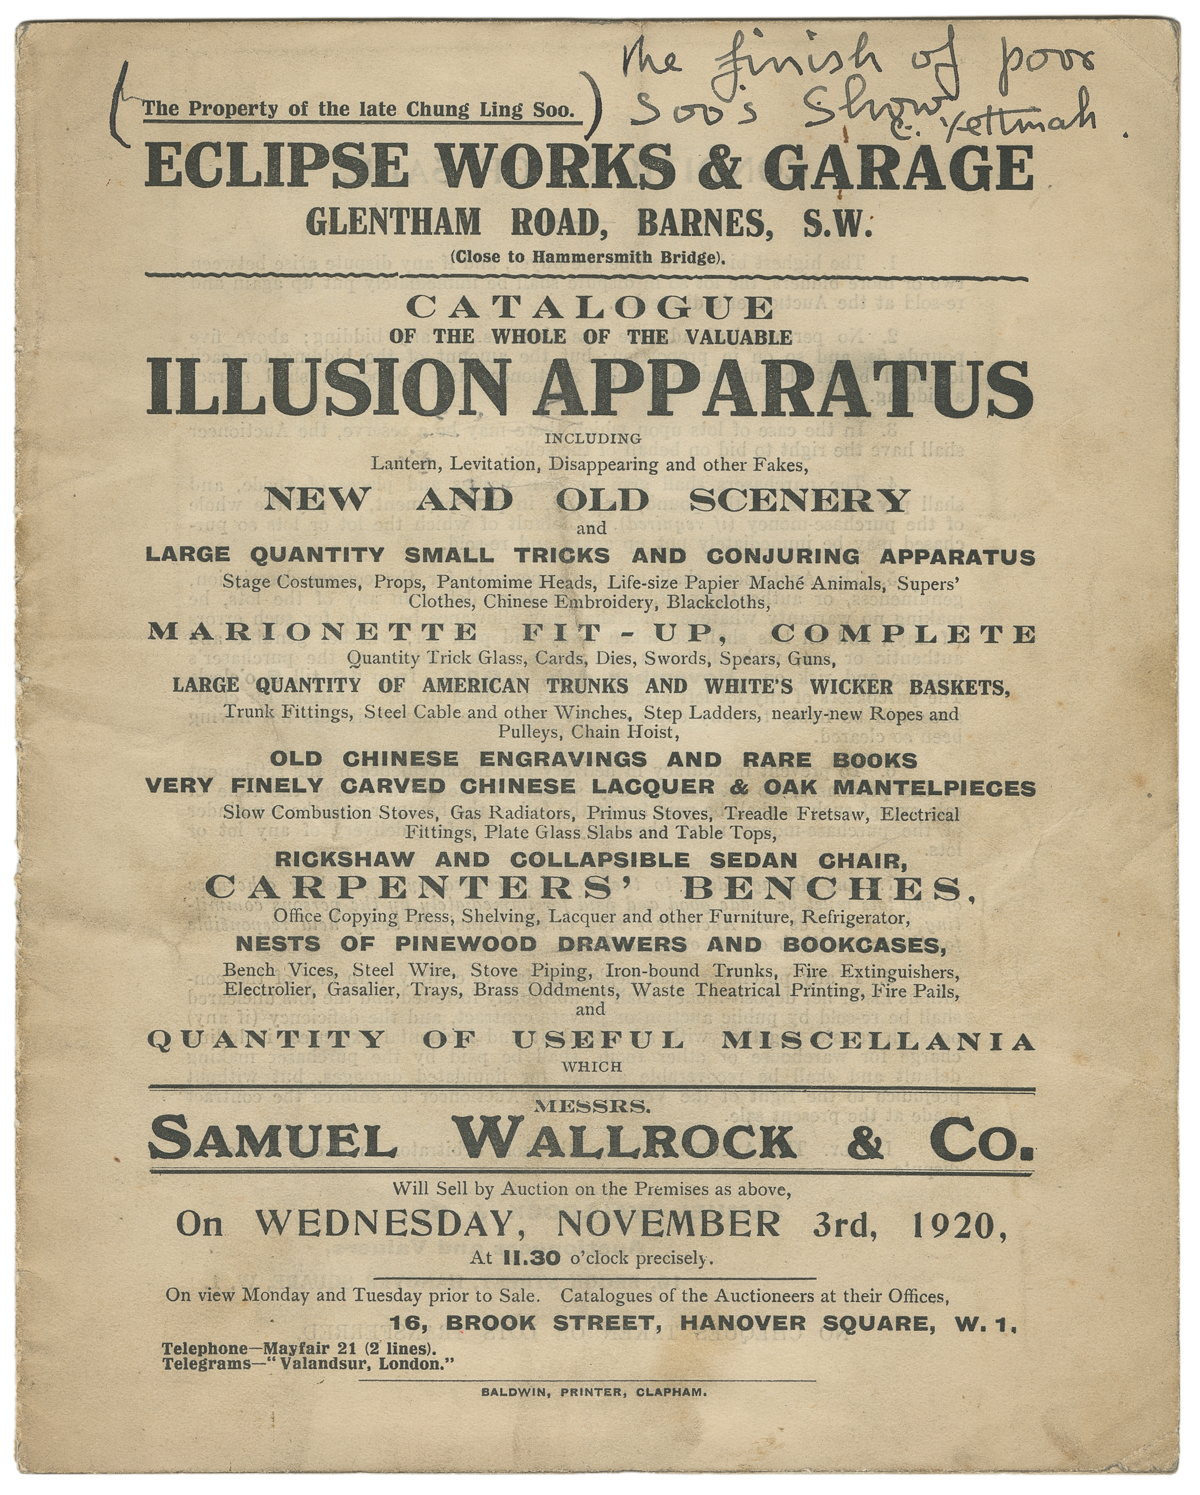 the finish of poor
Soo's Show
C. Yettmah.
(The Property of the late Chung Ling Soo.)
ECLIPSE WORKS & GARAGE
GLENTHAM ROAD, BARNES, S.W.
(Close to Hammersmith Bridge).
CATALOGUE
OF THE WHOLE OF THE VALUABLE
ILLUSION APPARATUS
INCLUDING
Lantern, Levitation, Disappearing and other Fakes,
NEW AND OLD SCENERY
and
LARGE QUANTITY SMALL TRICKS AND CONJURING APPARATUS
Stage Costumes, Props, Pantomime Heads, Life-size Papier Maché Animals, Supers'
Clothes, Chinese Embroidery, Blackcloths,
MARIONETTE FIT-UP, COMPLETE
Quantity Trick Glass, Cards, Dies, Swords, Spears, Guns,
LARGE QUANTITY OF AMERICAN TRUNKS AND WHITE'S WICKER BASKETS,
Trunk Fittings, Steel Cable and other Winches, Step Ladders, nearly-new Ropes and
Pulleys, Chain Hoist,
OLD CHINESE ENGRAVINGS AND RARE BOOKS
VERY FINELY CARVED CHINESE LACQUER & OAK MANTELPIECES
Slow Combustion Stoves, Gas Radiators, Primus Stoves, Treadle Fretsaw, Electrical
Fittings, Plate Glass Slabs and Table Tops,
RICKSHAW AND COLLAPSIBLE SEDAN CHAIR,
CARPENTERS' BENCHES,
Office Copying Press, Shelving, Lacquer and other Furniture, Refrigerator,
NESTS OF PINEWOOD DRAWERS AND BOOKCASES,
Bench Vices, Steel Wire, Stove Piping, Iron-bound Trunks, Fire Extinguishers,
Electrolier, Gasalier, Trays, Brass Oddments, Waste Theatrical Printing, Fire Pails,
and
QUANTITY OF USEFUL MISCELLANIA
WHICH
MESSRS.
SAMUEL WALLROCK & Co.
Will Sell by Auction on the Premises as above,
On WEDNESDAY, NOVEMBER 3rd, 1920,
At 11.30 o'clock precisely.
On view Monday and Tuesday prior to Sale. Catalogues of the Auctioneers at their Offices,
16, BROOK STREET, HANOVER SQUARE, W. 1.
Telephone—Mayfair 21 (2 lines).
Telegrams—"Valandsur, London."
BALDWIN, PRINTER, CLAPHAM.